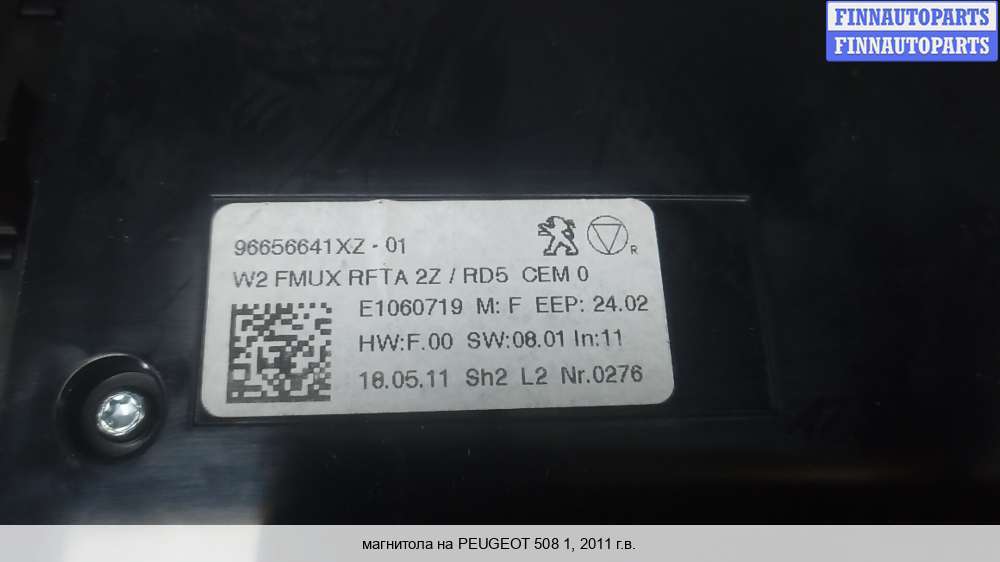 FINNAUTOPARTS
FINNAUTOPARTS
96656641XZ - 01
R
W2 FMUX RFTA 2Z / RD5 CEM 0
E1060719 M: F EEP: 24.02
HW:F.00 SW:08.01 In:11
18.05.11 Sh2 L2 Nr.0276
магнитола на PEUGEOT 508 1, 2011 г.в.